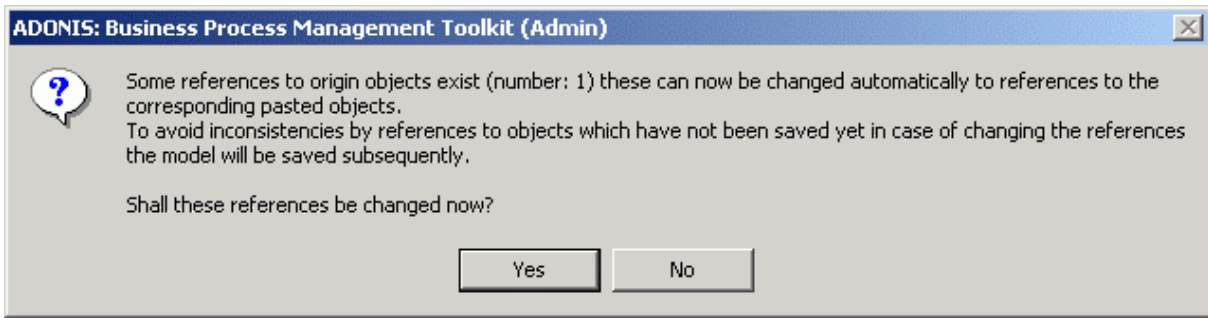 ADONIS: Business Process Management Toolkit (Admin)
Some references to origin objects exist (number: 1) these can now be changed automatically to references to the
corresponding pasted objects.
To avoid inconsistencies by references to objects which have not been saved yet in case of changing the references
the model will be saved subsequently.
Shall these references be changed now?
Yes No